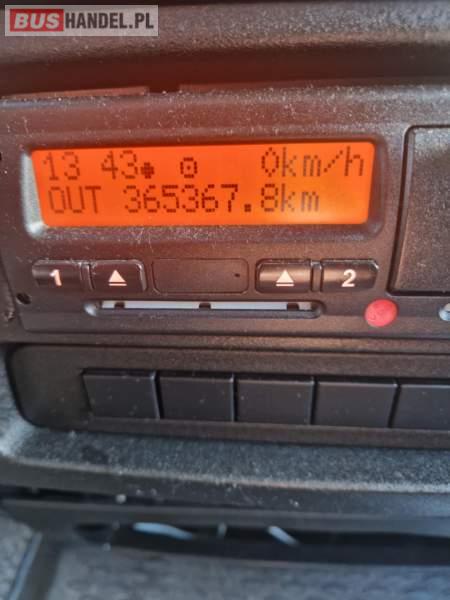 BUSHANDEL.PL
13 43 0km/h
OUT 365367.8km
1 2